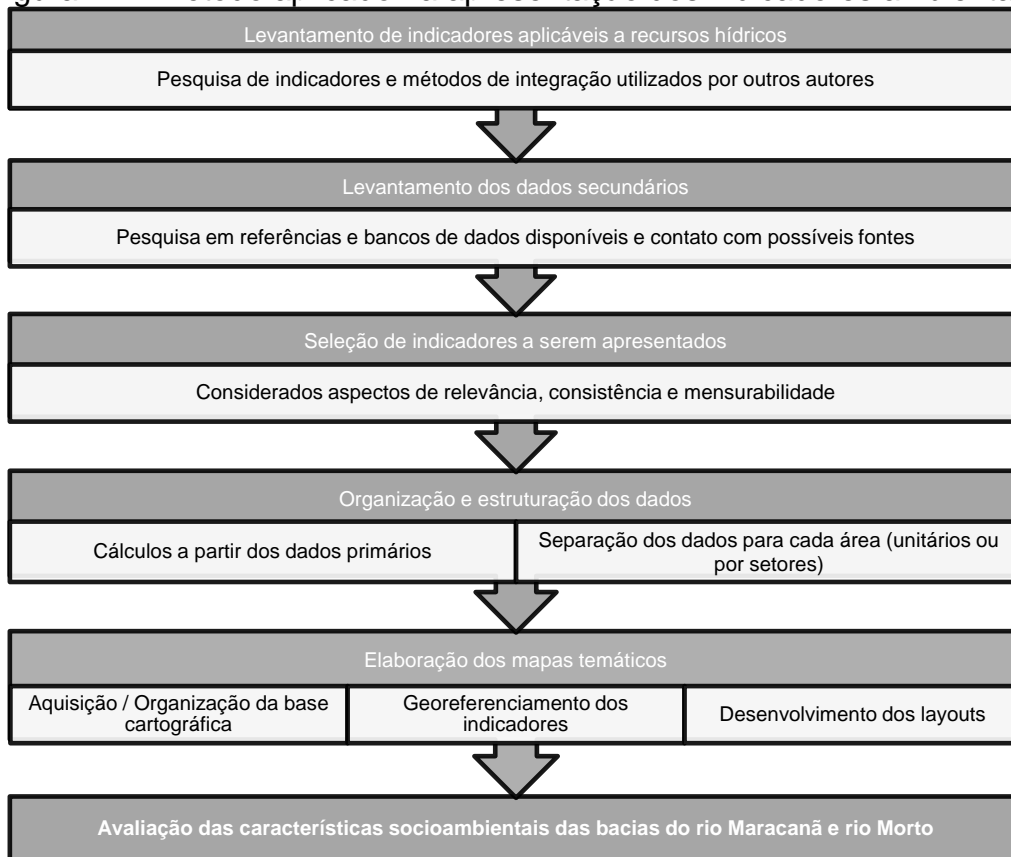 Levantamento de indicadores aplicáveis a recursos hídricos
Pesquisa de indicadores e métodos de integração utilizados por outros autores
Levantamento dos dados secundários
Pesquisa em referências e bancos de dados disponíveis e contato com possíveis fontes
Seleção de indicadores a serem apresentados
Considerados aspectos de relevância, consistência e mensurabilidade
Organização e estruturação dos dados
Cálculos a partir dos dados primários
Separação dos dados para cada área (unitários ou
por setores)
Elaboração dos mapas temáticos
Aquisição / Organização da base
cartográfica
Georeferenciamento dos
indicadores
Desenvolvimento dos layouts
Avaliação das características socioambientais das bacias do rio Maracanã e rio Morto